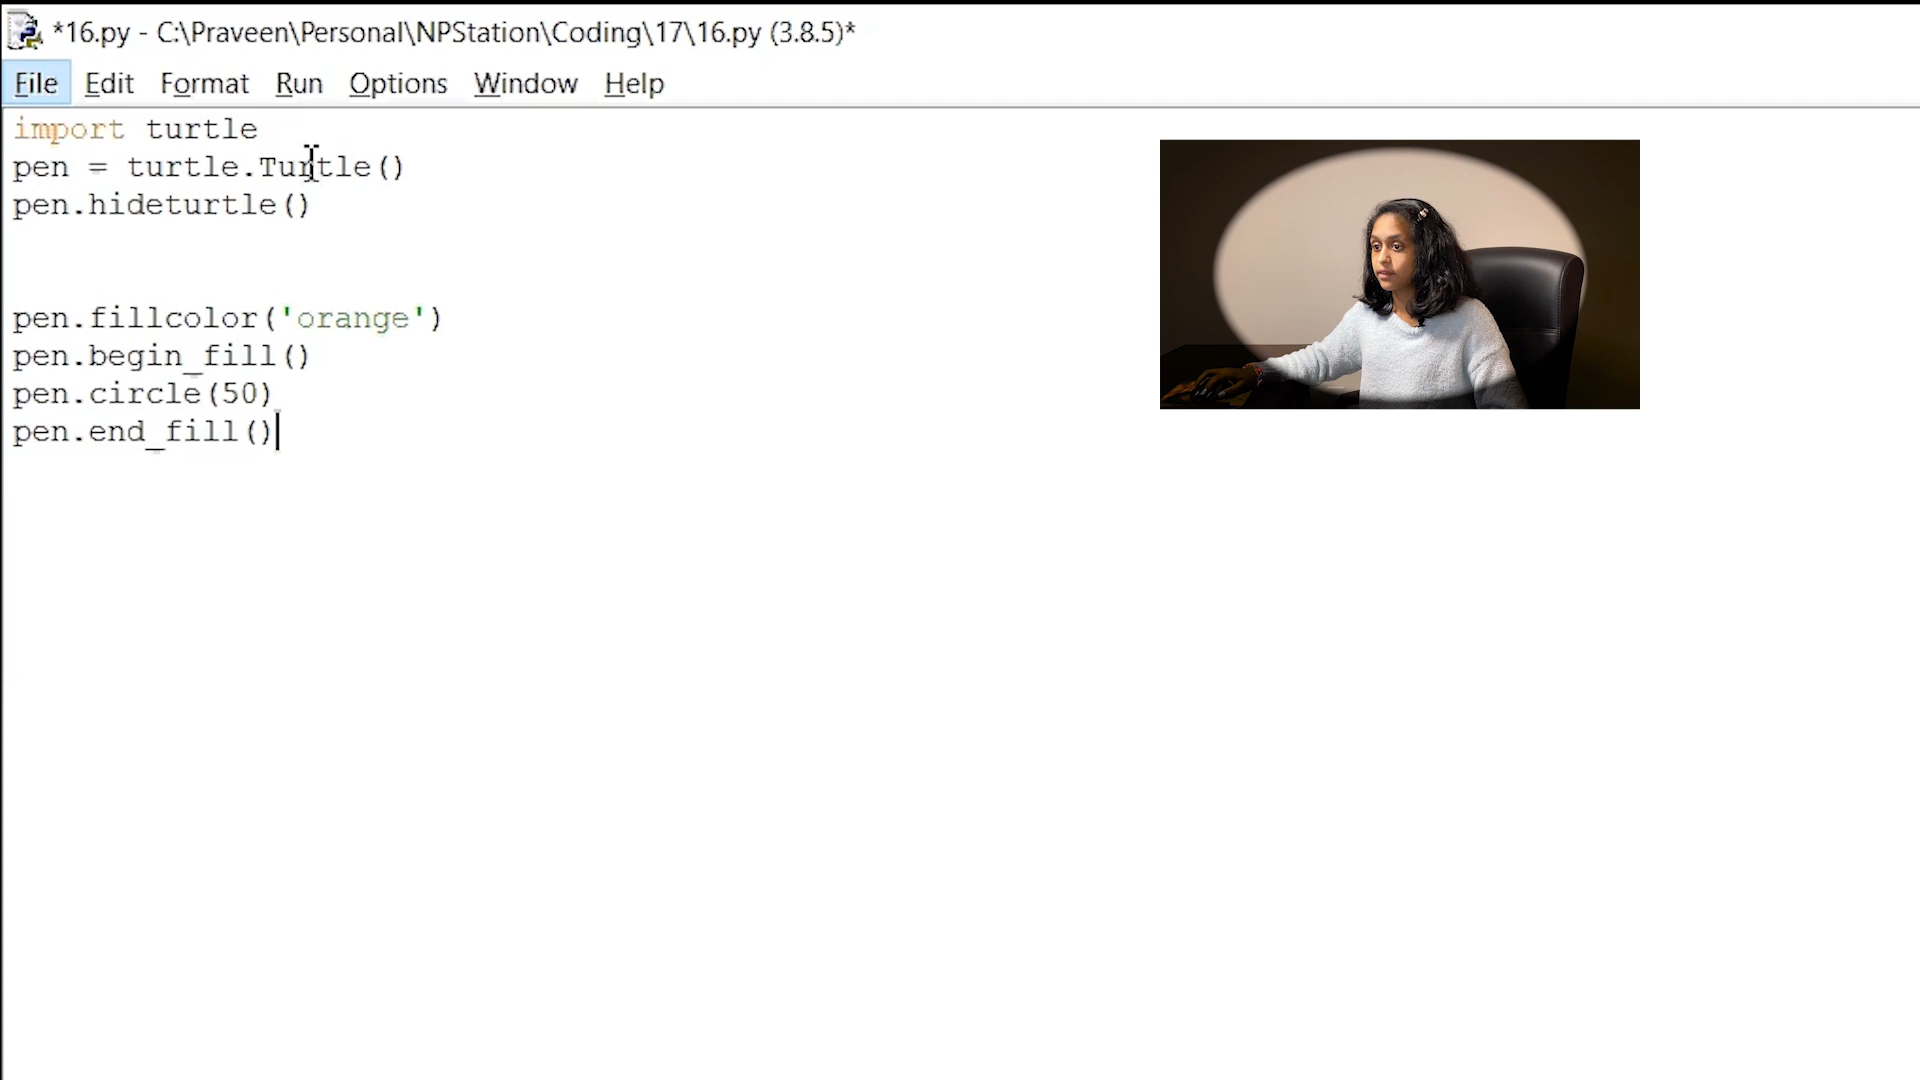 *16.py - C:\Praveen\Personal\NPStation\Coding\17\16.py (3.8.5)*
File Edit Format Run Options Window Help
import turtle
pen = turtle.Turtle()
pen.hideturtle()
pen.fillcolor('orange')
pen.begin_fill()
pen.circle(50)
pen.end_fill()